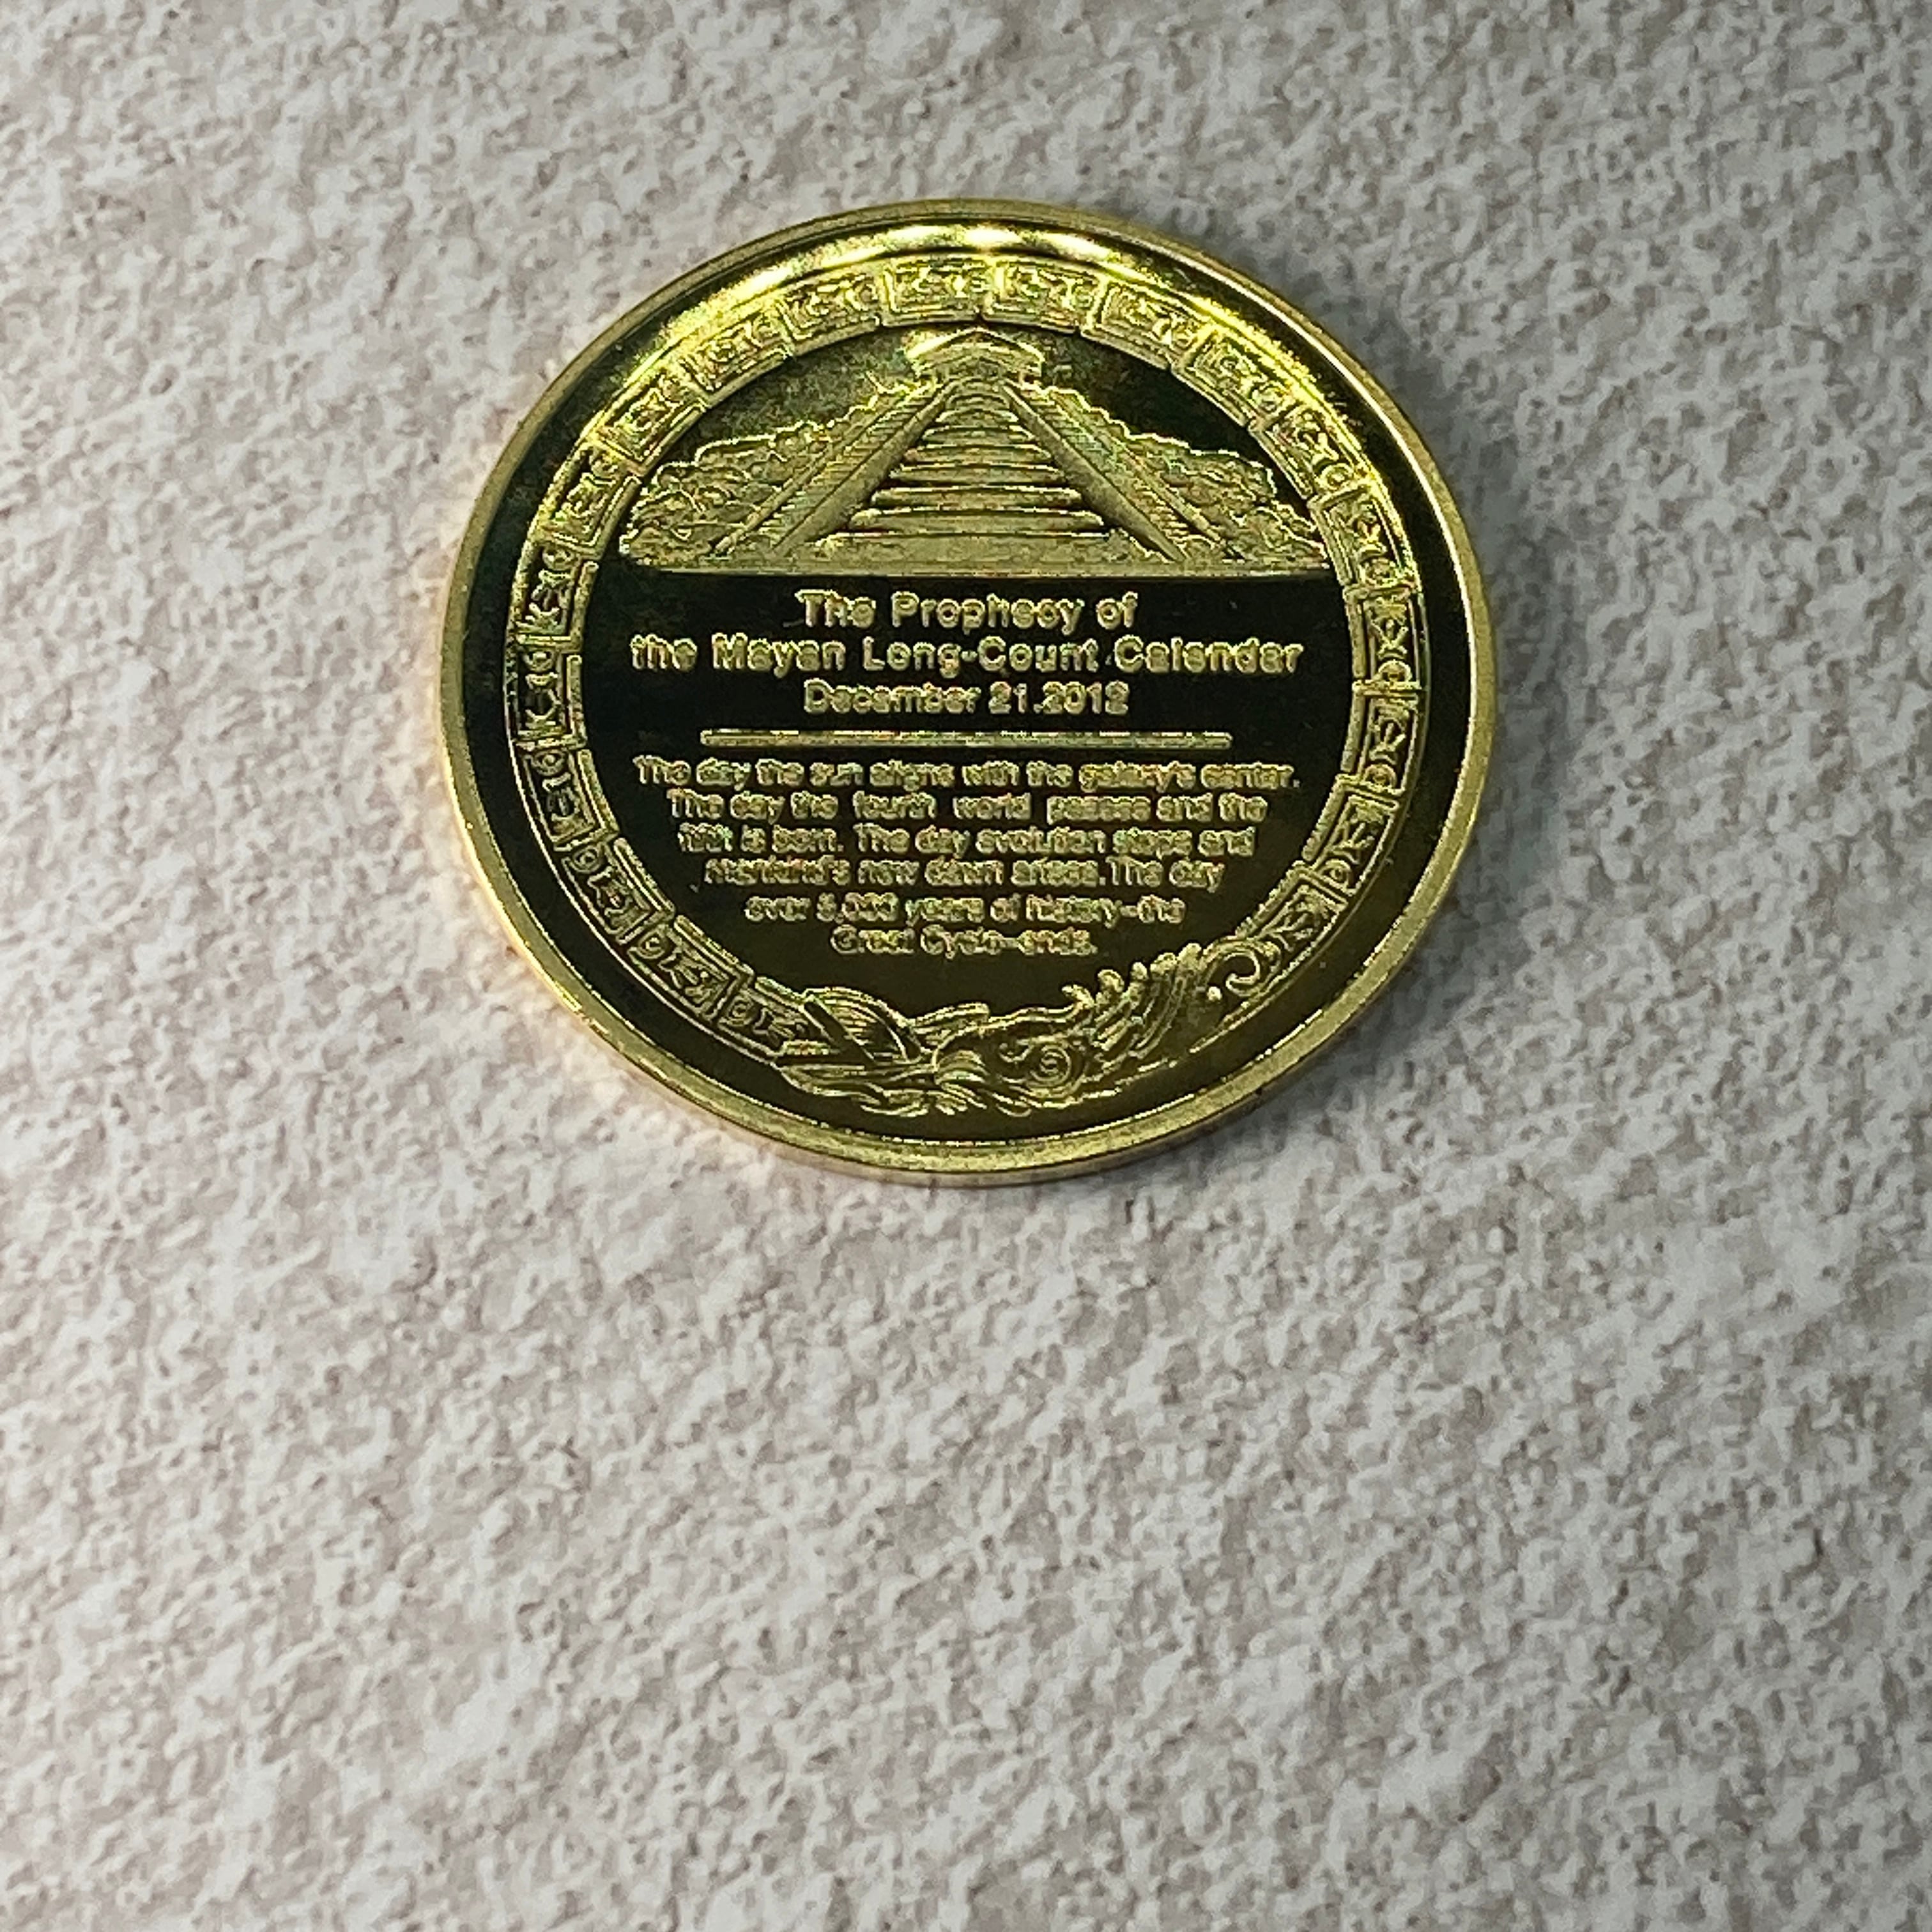 The Prophecy of
the Mayan Long-Count Calendar
December 21.2012
The day the sun aligns with the galaxy's center.
The day the fourth world passes and the
fifth is born. The day evolution stops and
mankind's new dawn arises.The day
over 5,000 years of history-the
Great Cycle-ends.